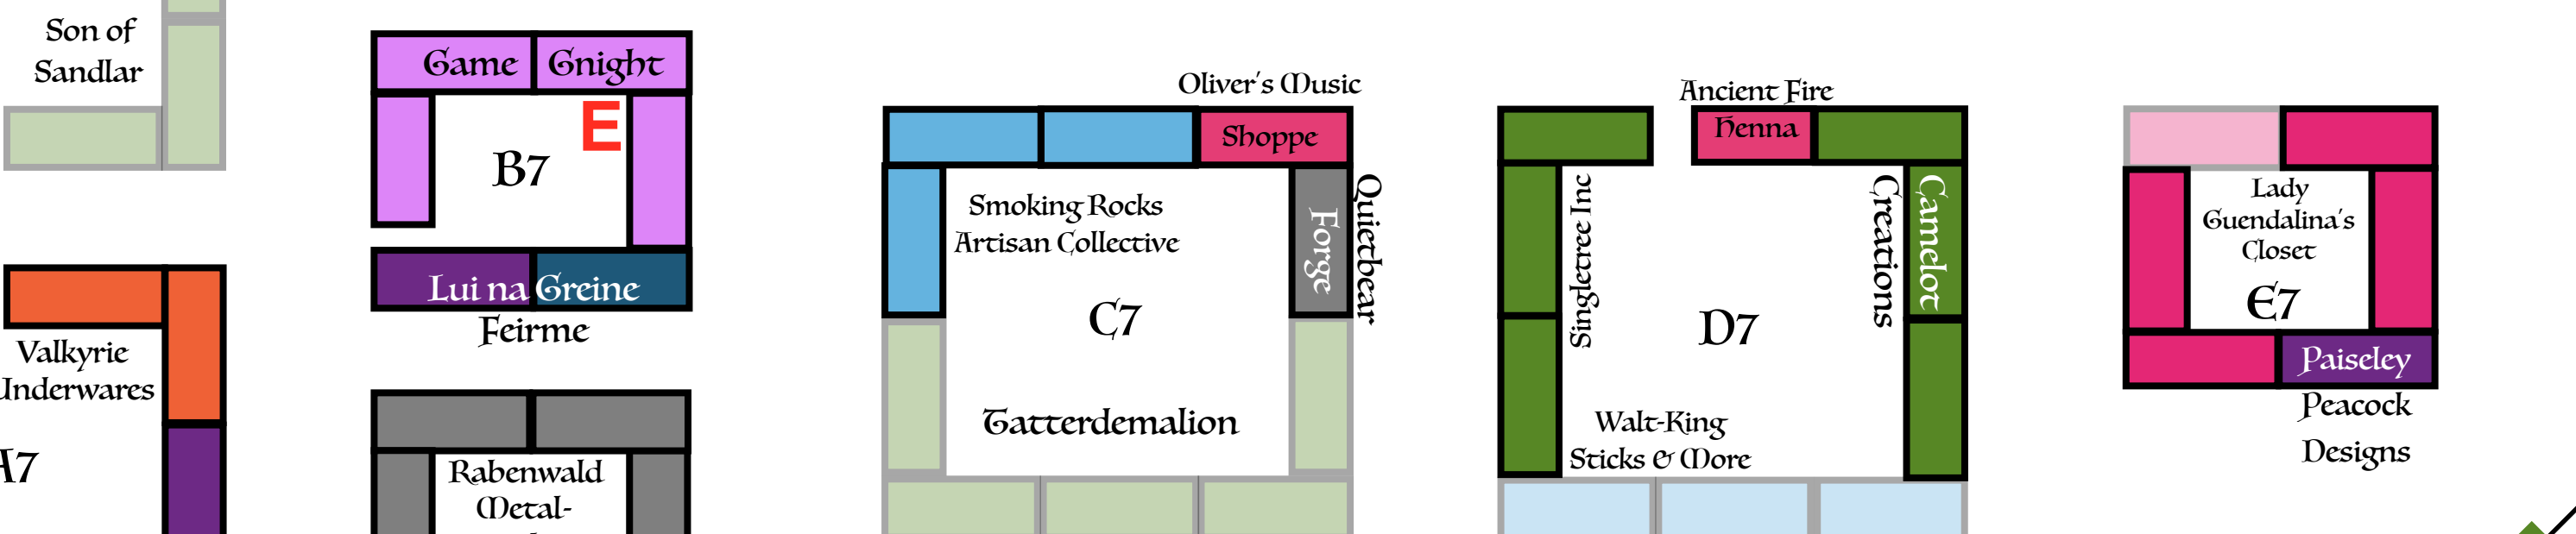 Son of
Sandlar
Valkyrie
Underwares
A7
Game Gnight
E
B7
Lui na Greine
Feirme
Rabenwald
Metal-
Oliver's Music
Shoppe
Smoking Rocks
Artisan Collective
Quietbear
Forge
C7
Tatterdemalion
Ancient Fire
Henna
Singletree Inc
Camelot
Creations
D7
Walt-King
Sticks & More
Lady
Guendalina's
Closet
E7
Paiseley
Peacock
Designs